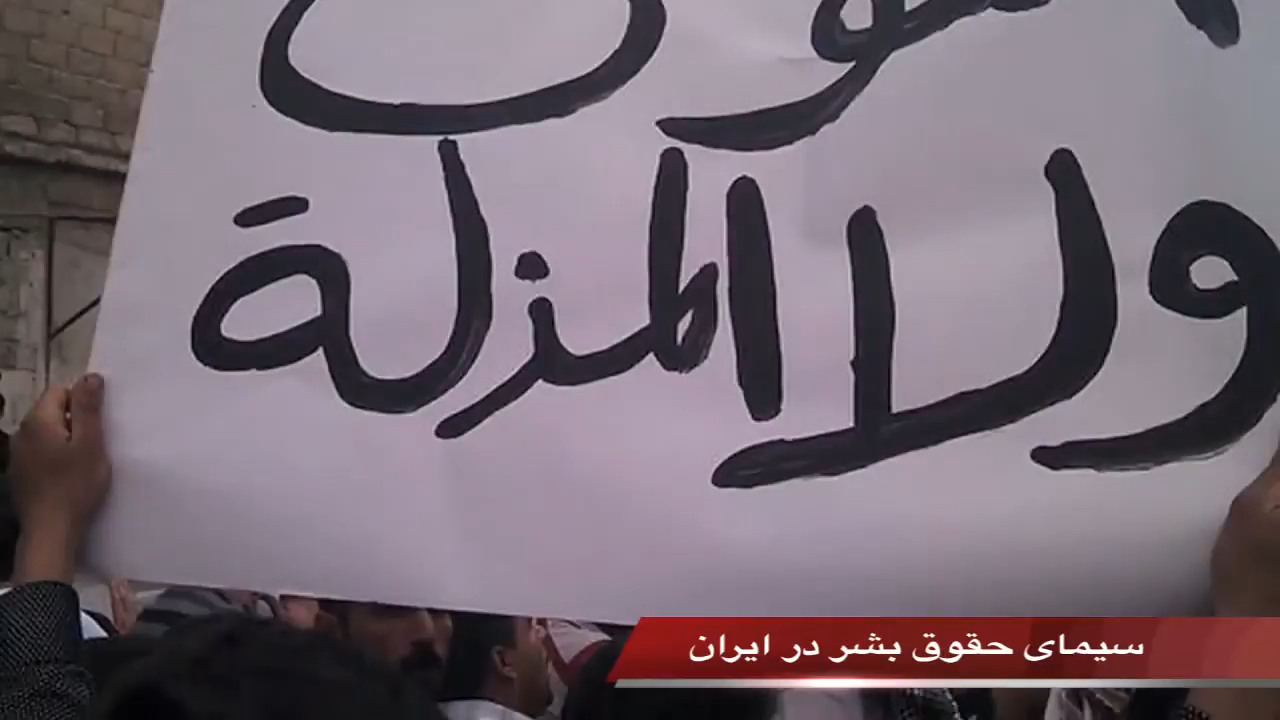 ولا المزلة
سیمای حقوق بشر در ایران